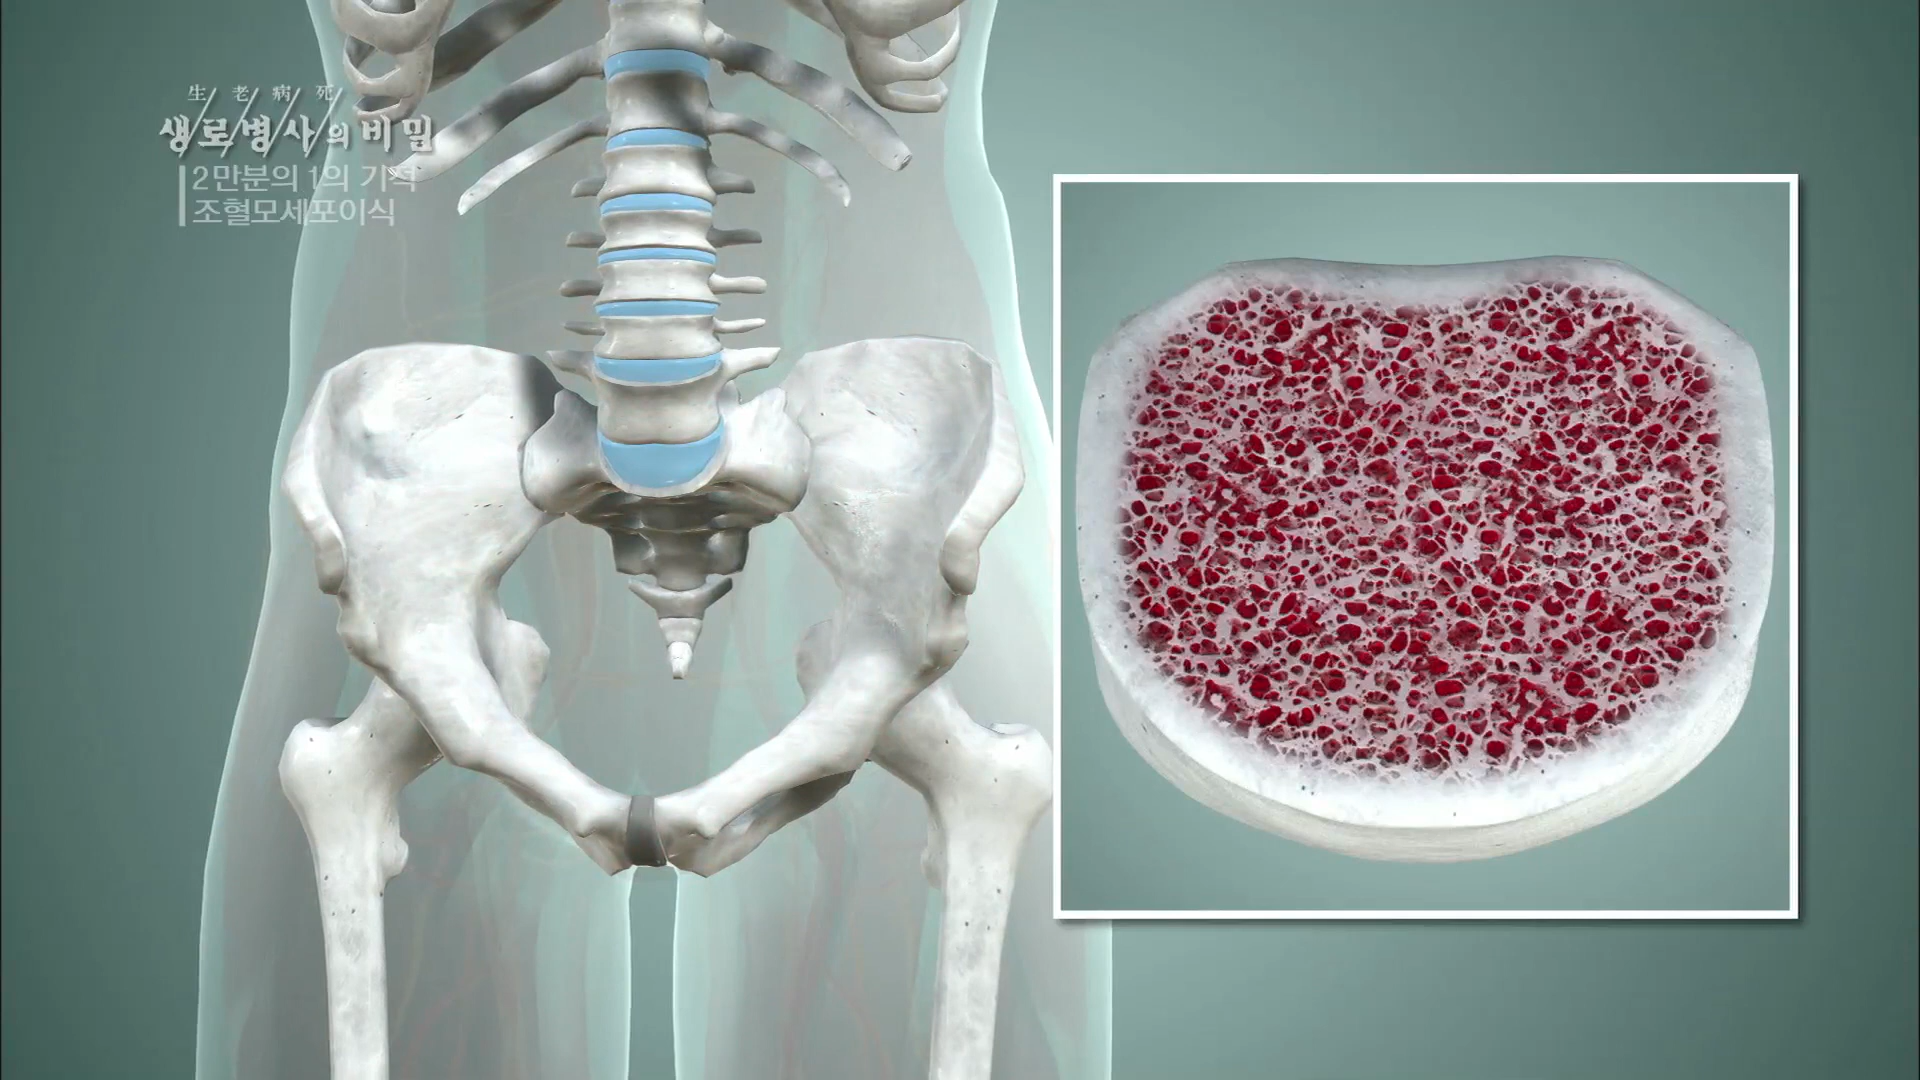 生老病死
생로병사의 비밀
2만분의 1의 기적
조혈모세포이식